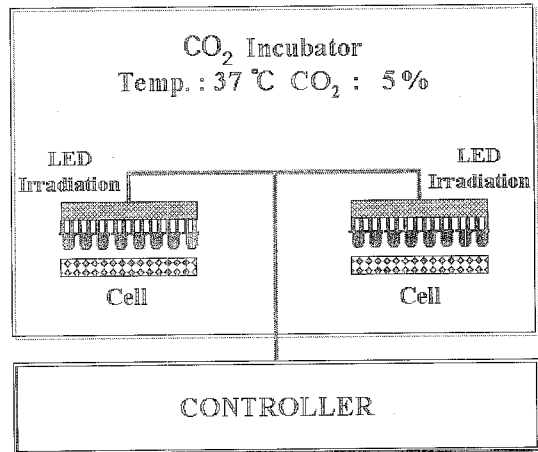 CO₂ Incubator
Temp. : 37 ℃ CO₂ : 5%
LED
Irradiation
LED
Irradiation
Cell
Cell
CONTROLLER